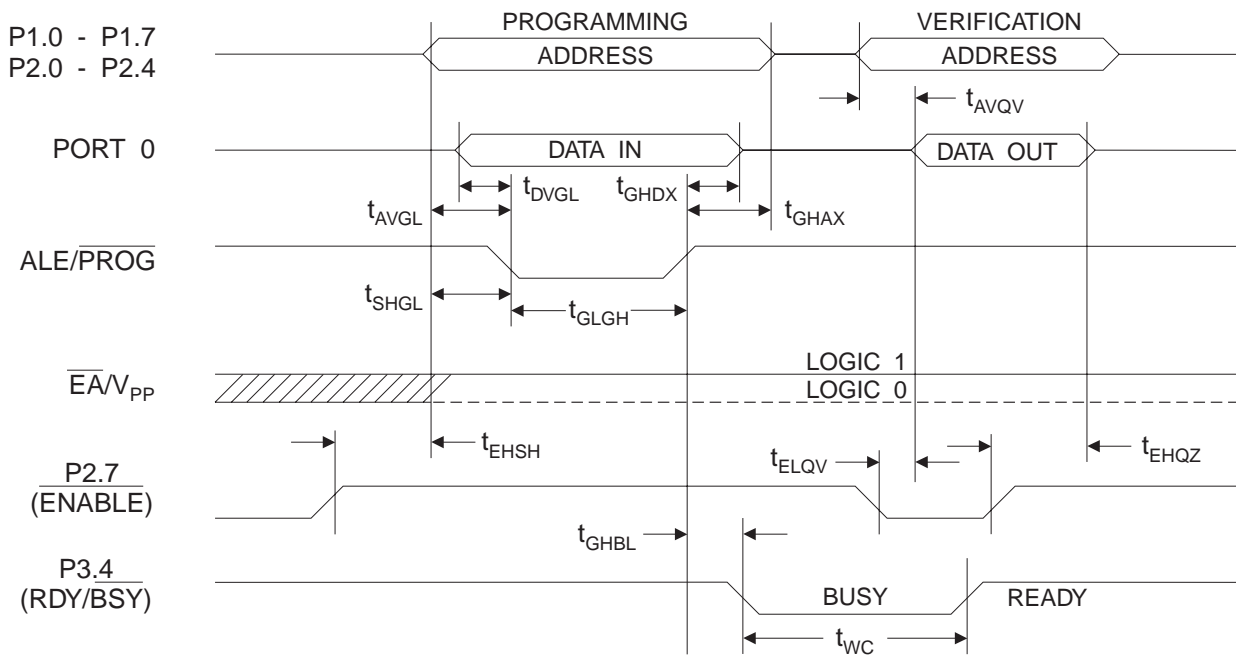 PROGRAMMING VERIFICATION
P1.0 - P1.7
P2.0 - P2.4
ADDRESS ADDRESS
tAVQV
PORT 0 DATA IN DATA OUT
tDVGL tGHDX
tAVGL tGHAX
ALE/PROG
tSHGL tGLGH
LOGIC 1
EA/VPP
LOGIC 0
tEHSH tELQV tEHQZ
P2.7
(ENABLE)
tGHBL
P3.4
(RDY/BSY) BUSY READY
tWC